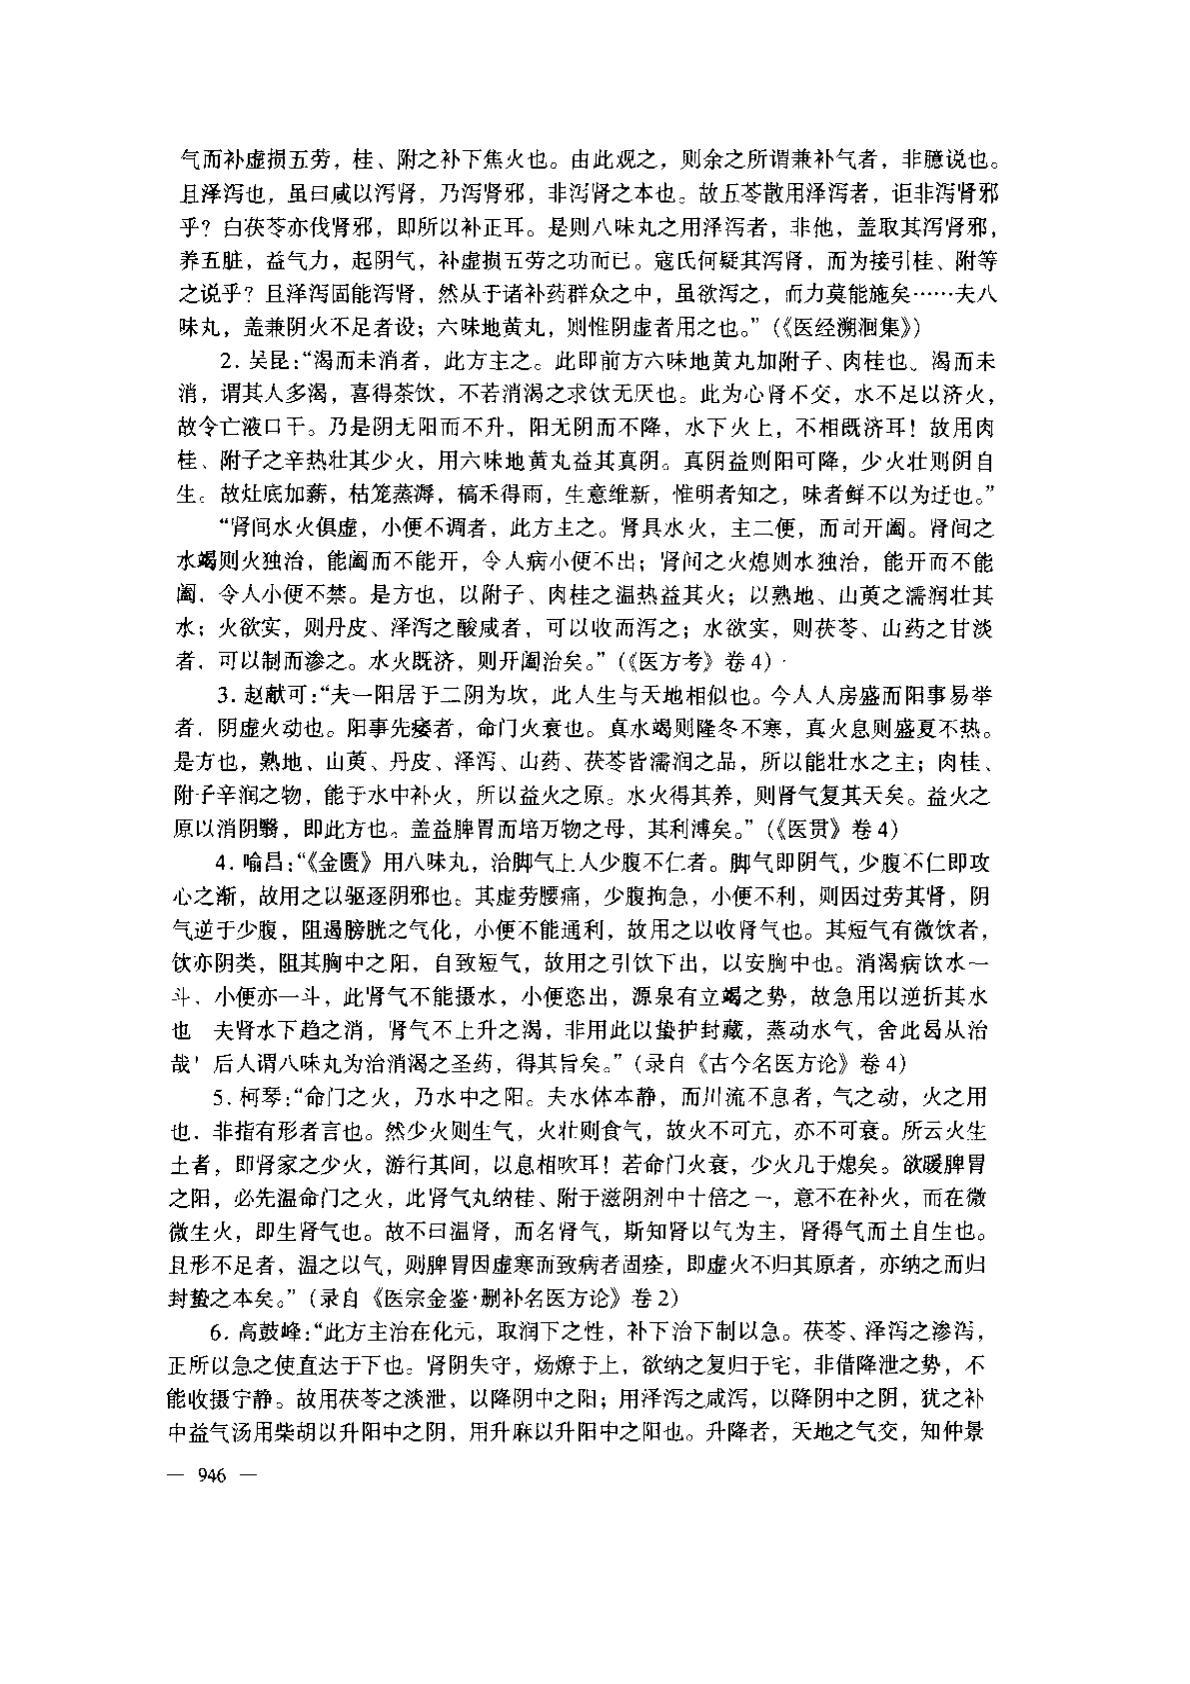 气而补虚损五劳，桂、附之补下焦火也。由此观之，则余之所谓兼补气者，非臆说也。
且泽泻也，虽曰咸以泻肾，乃泻肾邪，非泻肾之本也。故五苓散用泽泻者，讵非泻肾邪
乎？白茯苓亦伐肾邪，即所以补正耳。是则八味丸之用泽泻者，非他，盖取其泻肾邪，
养五脏，益气力，起阴气，补虚损五劳之功而已。寇氏何疑其泻肾，而为接引桂、附等
之说乎？且泽泻固能泻肾，然从于诸补药群众之中，虽欲泻之，而力莫能施矣……夫八
味丸，盖兼阴火不足者设；六味地黄丸，则惟阴虚者用之也。”（《医经溯洄集》）
2. 吴昆：“渴而未消者，此方主之。此即前方六味地黄丸加附子、肉桂也。渴而未
消，谓其人多渴，喜得茶饮，不若消渴之求饮无厌也。此为心肾不交，水不足以济火，
故令亡液口干。乃是阴无阳而不升，阳无阴而不降，水下火上，不相既济耳！故用肉
桂、附子之辛热壮其少火，用六味地黄丸益其真阴。真阴益则阳可降，少火壮则阴自
生。故灶底加薪，枯笼蒸溽，槁禾得雨，生意维新，惟明者知之，昧者鲜不以为迂也。”
“肾间水火俱虚，小便不调者，此方主之。肾具水火，主二便，而司开阖。肾间之
水竭则火独治，能阖而不能开，令人病小便不出；肾间之火熄则水独治，能开而不能
阖，令人小便不禁。是方也，以附子、肉桂之温热益其火；以熟地、山萸之濡润壮其
水；火欲实，则丹皮、泽泻之酸咸者，可以收而泻之；水欲实，则茯苓、山药之甘淡
者，可以制而渗之。水火既济，则开阖治矣。”（《医方考》卷 4）
3. 赵献可：“夫一阳居于二阴为坎，此人生与天地相似也。今人人房盛而阳事易举
者，阴虚火动也。阳事先痿者，命门火衰也。真水竭则隆冬不寒，真火息则盛夏不热。
是方也，熟地、山萸、丹皮、泽泻、山药、茯苓皆濡润之品，所以能壮水之主；肉桂、
附子辛润之物，能于水中补火，所以益火之原。水火得其养，则肾气复其天矣。益火之
原以消阴翳，即此方也。盖益脾胃而培万物之母，其利溥矣。”（《医贯》卷 4）
4. 喻昌：“《金匮》用八味丸，治脚气上人少腹不仁者。脚气即阴气，少腹不仁即攻
心之渐，故用之以驱逐阴邪也。其虚劳腰痛，少腹拘急，小便不利，则因过劳其肾，阴
气逆于少腹，阻遏膀胱之气化，小便不能通利，故用之以收肾气也。其短气有微饮者，
饮亦阴类，阻其胸中之阳，自致短气，故用之引饮下出，以安胸中也。消渴病饮水一
斗，小便亦一斗，此肾气不能摄水，小便恣出，源泉有立竭之势，故急用以逆折其水
也 夫肾水下趋之消，肾气不上升之渴，非用此以蛰护封藏，蒸动水气，舍此曷从治
哉！后人谓八味丸为治消渴之圣药，得其旨矣。”（录自《古今名医方论》卷 4）
5. 柯琴：“命门之火，乃水中之阳。夫水体本静，而川流不息者，气之动，火之用
也．非指有形者言也。然少火则生气，火壮则食气，故火不可亢，亦不可衰。所云火生
土者，即肾家之少火，游行其间，以息相吹耳！若命门火衰，少火几于熄矣。欲暖脾胃
之阳，必先温命门之火，此肾气丸纳桂、附于滋阴剂中十倍之一，意不在补火，而在微
微生火，即生肾气也。故不曰温肾，而名肾气，斯知肾以气为主，肾得气而土自生也。
且形不足者，温之以气，则脾胃因虚寒而致病者固痊，即虚火不归其原者，亦纳之而归
封蛰之本矣。”（录自《医宗金鉴·删补名医方论》卷 2）
6. 高鼓峰：“此方主治在化元，取润下之性，补下治下制以急。茯苓、泽泻之渗泻，
正所以急之使直达于下也。肾阴失守，炀燎于上，欲纳之复归于宅，非借降泄之势，不
能收摄宁静。故用茯苓之淡泄，以降阴中之阳；用泽泻之咸泻，以降阴中之阴，犹之补
中益气汤用柴胡以升阳中之阴，用升麻以升阳中之阳也。升降者，天地之气交，知仲景
— 946 —